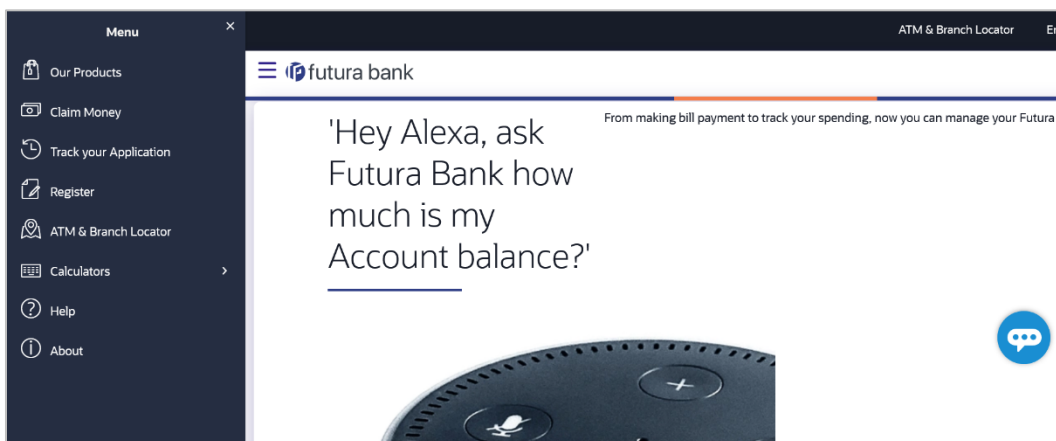 Menu
×
Our Products
Claim Money
Track your Application
Register
ATM & Branch Locator
Calculators
Help
About
ATM & Branch Locator
futura bank
'Hey Alexa, ask
Futura Bank how
much is my
Account balance?'
From making bill payment to track your spending, now you can manage your Futura